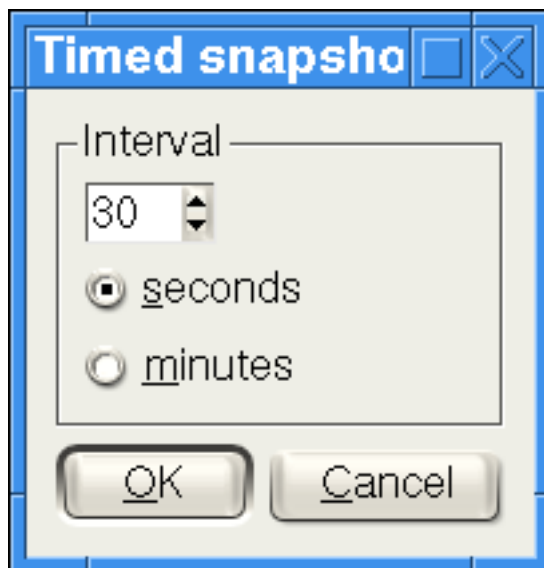 Timed snapsho
Interval
30
seconds
minutes
OK
Cancel